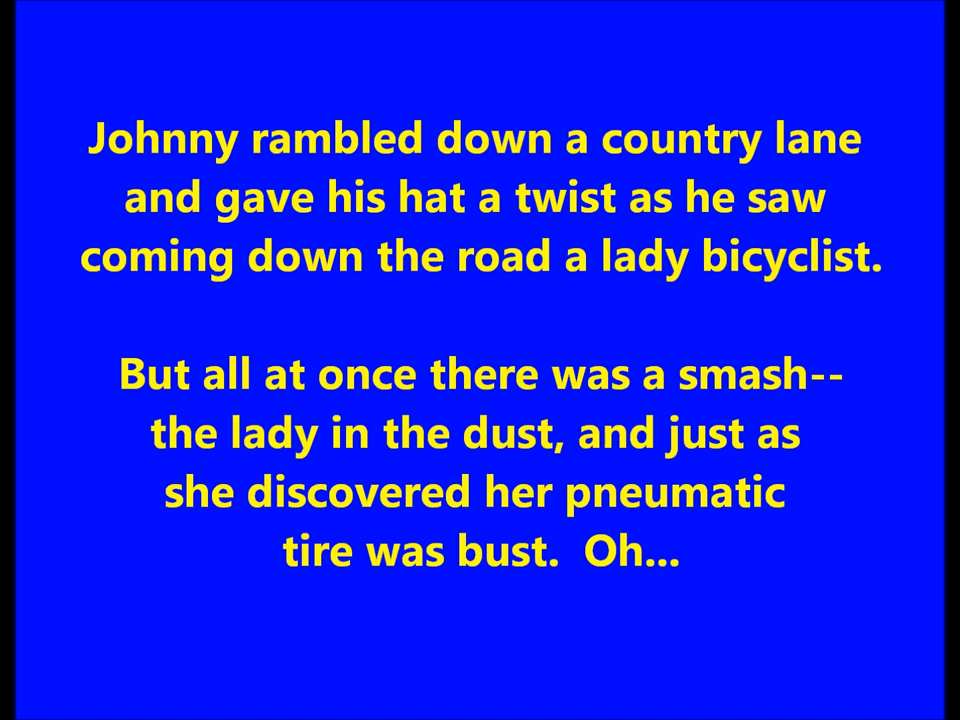 Johnny rambled down a country lane
and gave his hat a twist as he saw
coming down the road a lady bicyclist.
But all at once there was a smash--
the lady in the dust, and just as
she discovered her pneumatic
tire was bust.  Oh...